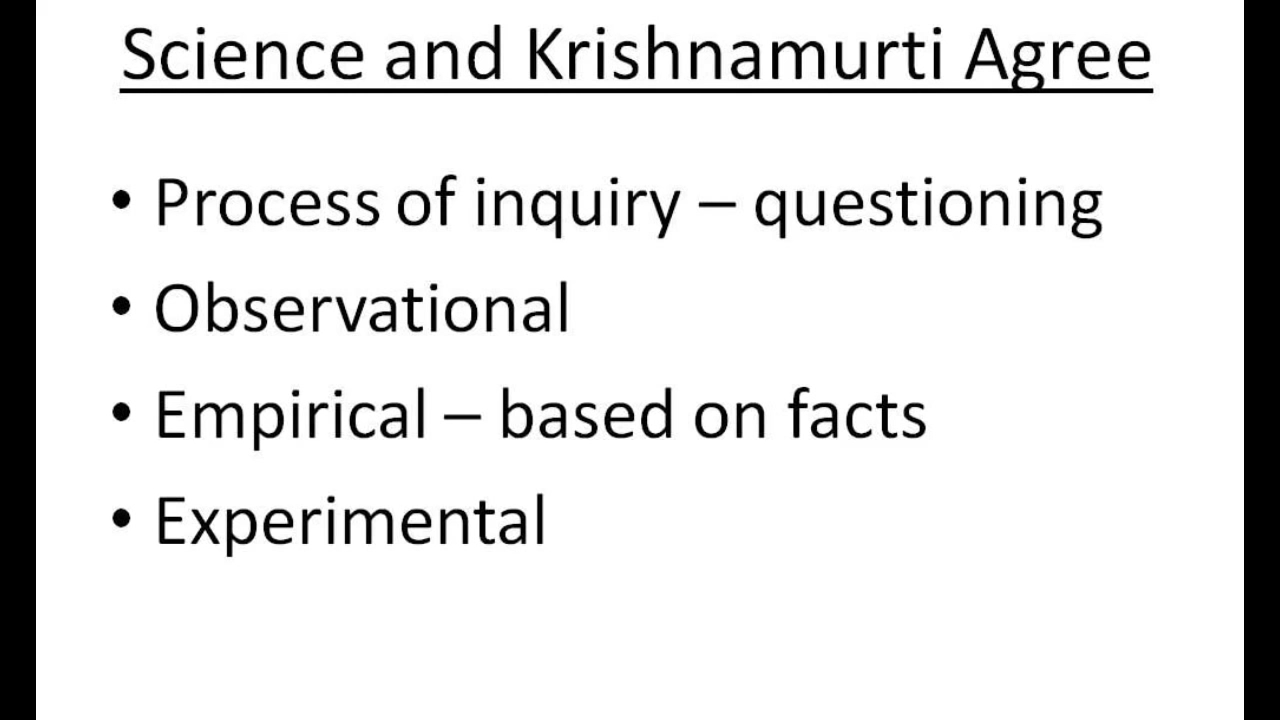 Science and Krishnamurti Agree
• Process of inquiry – questioning
• Observational
• Empirical – based on facts
• Experimental